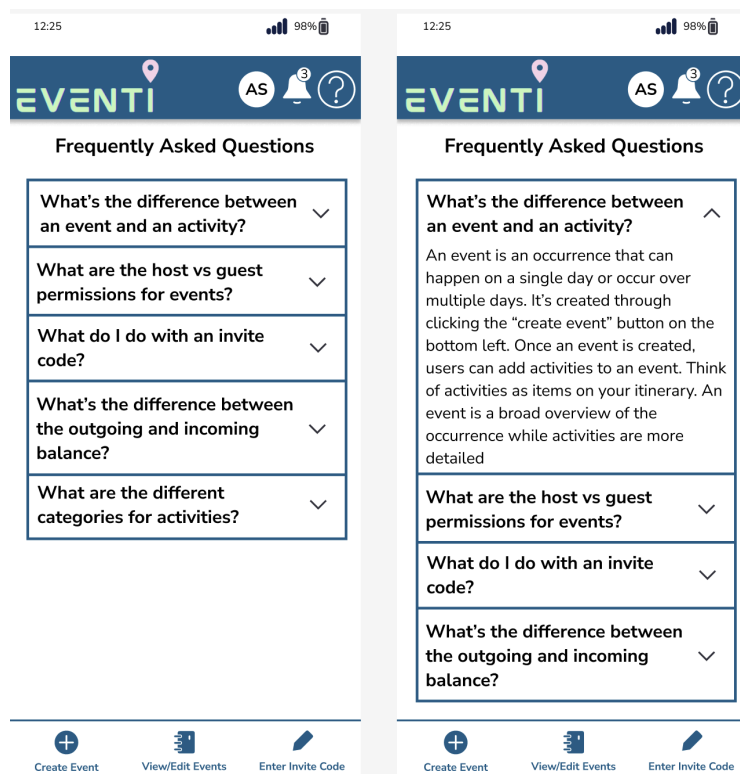 12:25
98%
EVENTI
AS
3
?
Frequently Asked Questions
What’s the difference between
an event and an activity?
What are the host vs guest
permissions for events?
What do I do with an invite
code?
What’s the difference between
the outgoing and incoming
balance?
What are the different
categories for activities?
Create Event
View/Edit Events
Enter Invite Code
12:25
98%
EVENTI
AS
3
?
Frequently Asked Questions
What’s the difference between
an event and an activity?
An event is an occurrence that can
happen on a single day or occur over
multiple days. It’s created through
clicking the “create event” button on the
bottom left. Once an event is created,
users can add activities to an event. Think
of activities as items on your itinerary. An
event is a broad overview of the
occurrence while activities are more
detailed
What are the host vs guest
permissions for events?
What do I do with an invite
code?
What’s the difference between
the outgoing and incoming
balance?
Create Event
View/Edit Events
Enter Invite Code